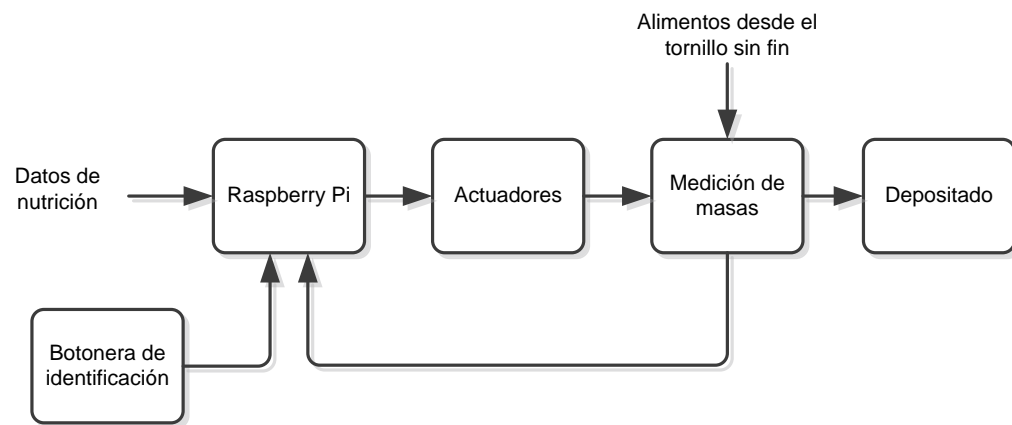 Alimentos desde el
tornillo sin fin
Datos de
nutrición
Raspberry Pi
Actuadores
Medición de
masas
Depositado
Botonera de
identificación